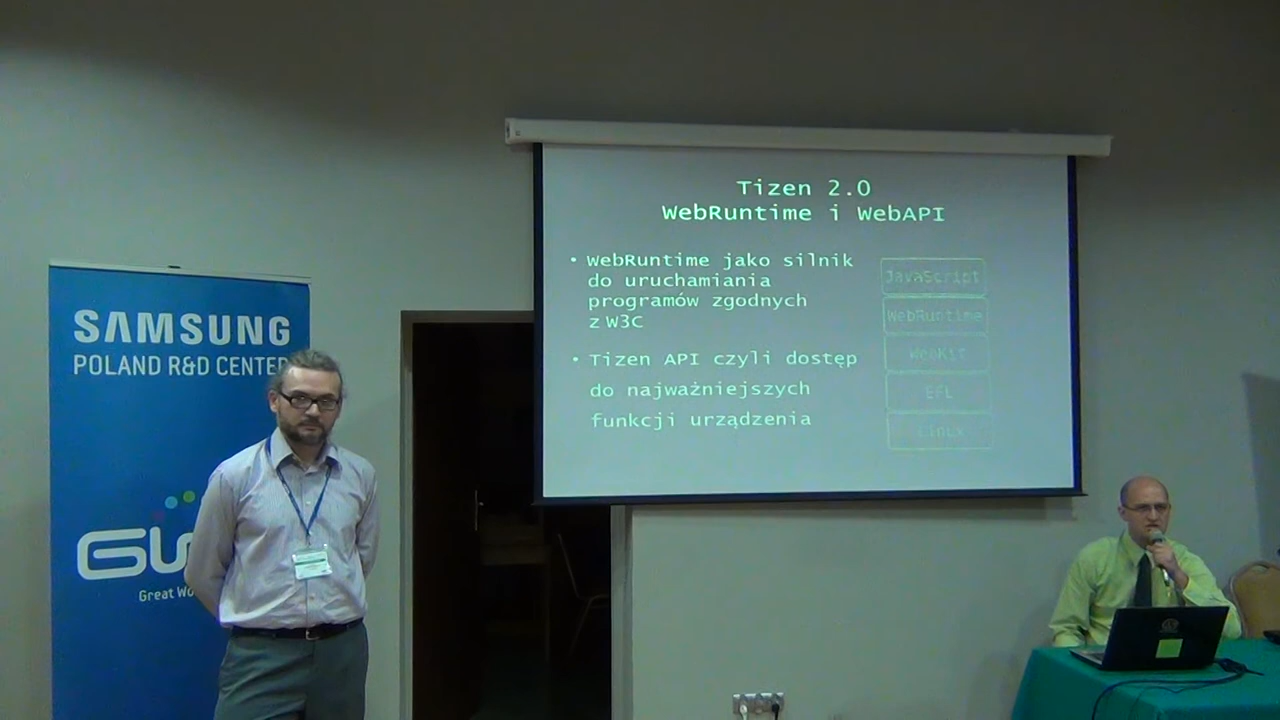 SAMSUNG
POLAND R&D CENTER
Great
Tizen 2.0
WebRuntime i WebAPI
• WebRuntime jako silnik
do uruchamiania
programów zgodnych
z W3C
• Tizen API czyli dostęp
do najważniejszych
funkcji urządzenia
JavaScript
WebRuntime
WebKit
EFL
Linux